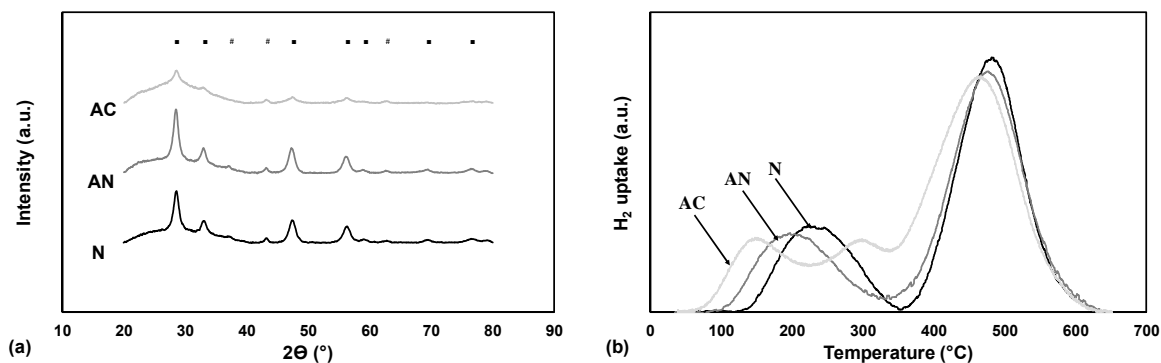 Intensity (a.u.)
■ ■ # # ■ ■ ■ # ■ ■
AC
AN
N
10 20 30 40 50 60 70 80 90
(a)
2ϴ (°)
H₂ uptake (a.u.)
AC
AN
N
0 100 200 300 400 500 600 700
(b)
Temperature (°C)